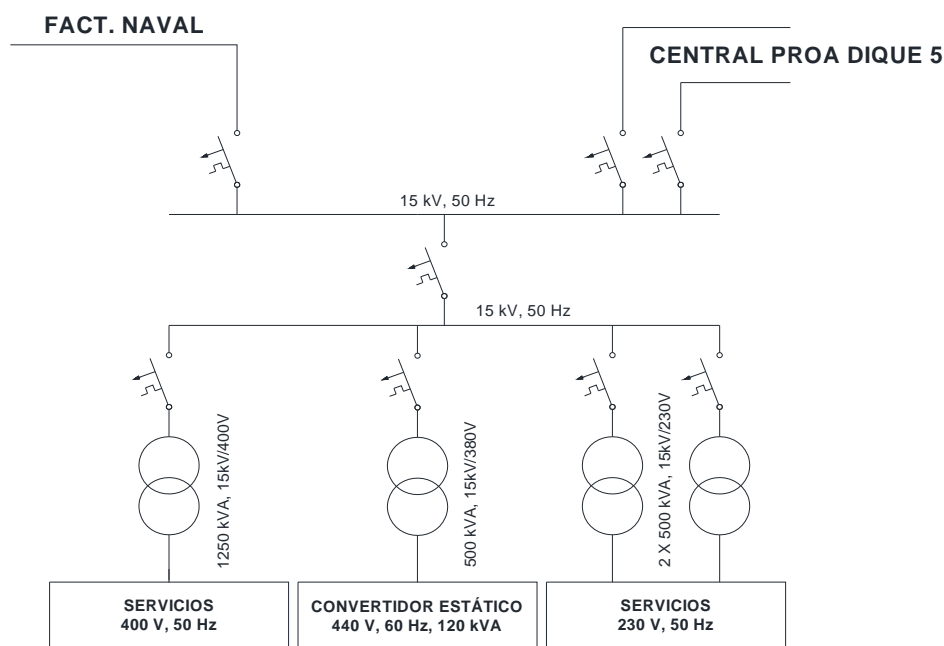 FACT. NAVAL
CENTRAL PROA DIQUE 5
15 kV, 50 Hz
15 kV, 50 Hz
1250 kVA, 15kV/400V
500 kVA, 15kV/380V
2 X 500 kVA, 15kV/230V
SERVICIOS
400 V, 50 Hz
CONVERTIDOR ESTÁTICO
440 V, 60 Hz, 120 kVA
SERVICIOS
230 V, 50 Hz